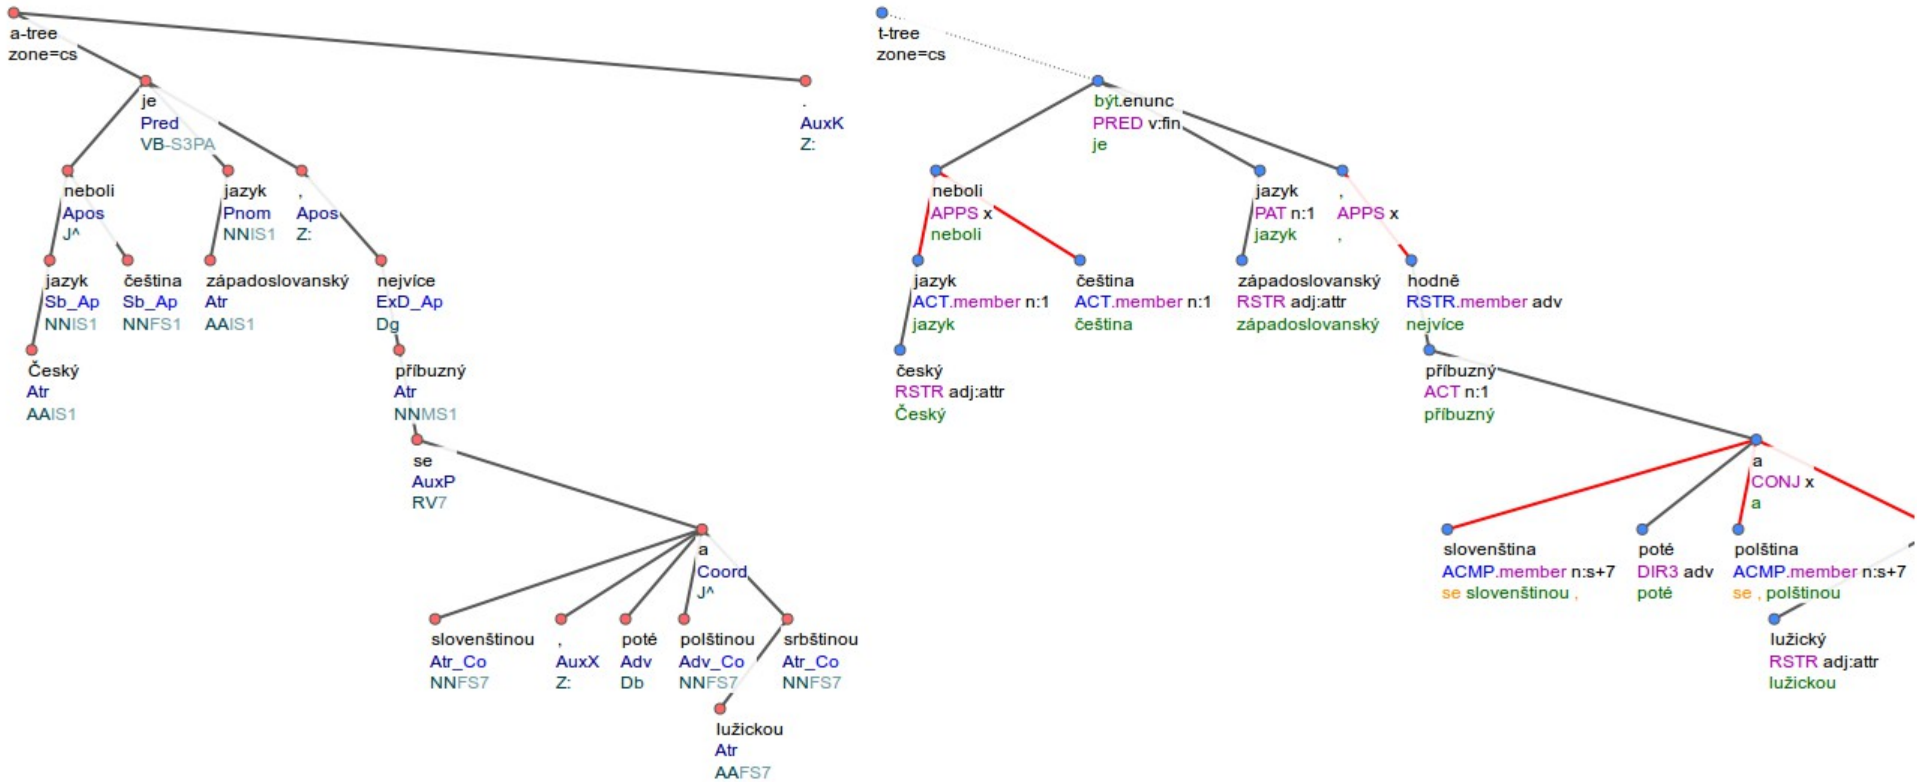 a-tree
zone=cs
je
Pred
VB-S3PA
.
AuxK
Z:
neboli
Apos
J^
jazyk
Pnom
NNIS1
,
Apos
Z:
jazyk
Sb_Ap
NNIS1
čeština
Sb_Ap
NNFS1
západoslovanský
Atr
AAIS1
nejvíce
ExD_Ap
Dg
Český
Atr
AAIS1
příbuzný
Atr
NNMS1
se
AuxP
RV7
a
Coord
J^
slovenštinou
Atr_Co
NNFS7
,
AuxX
Z:
poté
Adv
Db
polštinou
Adv_Co
NNFS7
srbštinou
Atr_Co
NNFS7
lužickou
Atr
AAFS7
t-tree
zone=cs
být.enunc
PRED v:fin
je
neboli
APPS x
neboli
jazyk
PAT n:1
jazyk
,
APPS x
,
jazyk
ACT.member n:1
jazyk
čeština
ACT.member n:1
čeština
západoslovanský
RSTR adj:attr
západoslovanský
hodně
RSTR.member adv
nejvíce
český
RSTR adj:attr
Český
příbuzný
ACT n:1
příbuzný
a
CONJ x
a
slovenština
ACMP.member n:s+7
se slovenštinou ,
poté
DIR3 adv
poté
polština
ACMP.member n:s+7
se , polštinou
lužický
RSTR adj:attr
lužickou